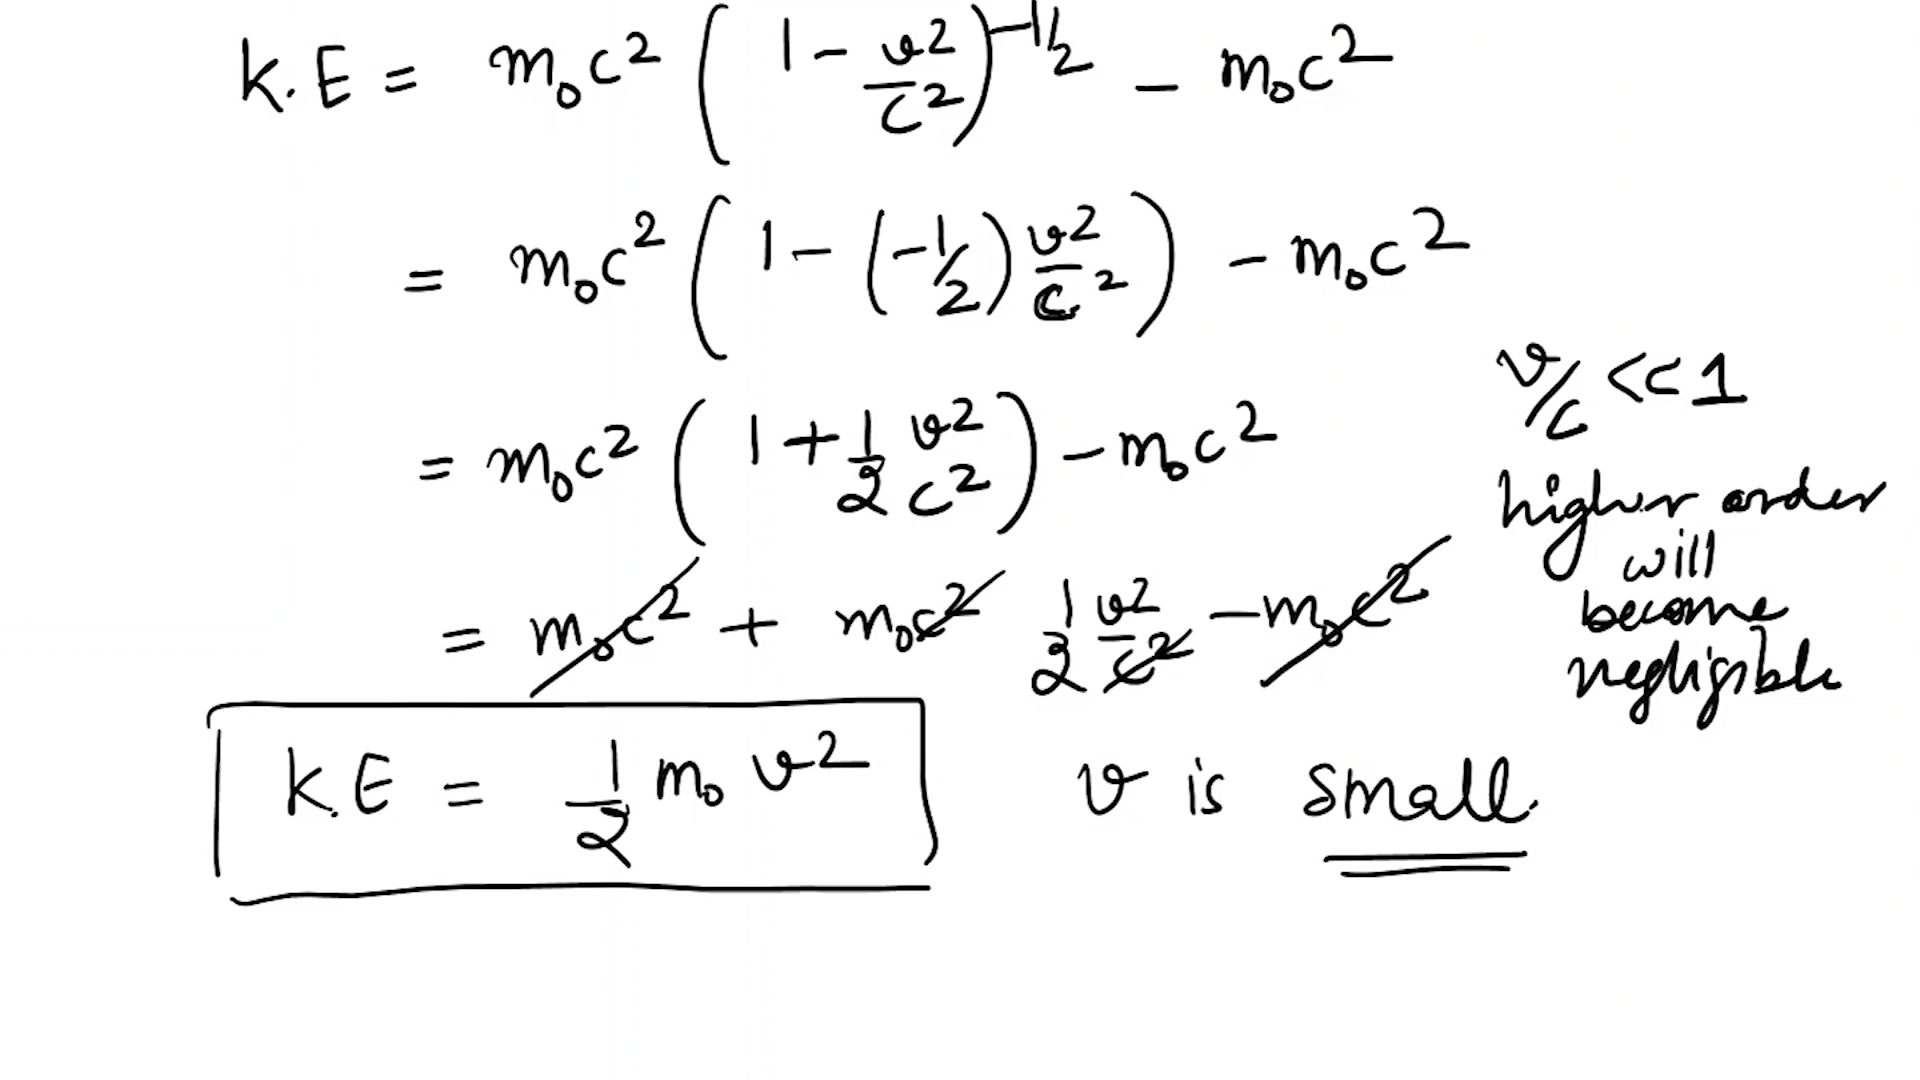 K.E = m₀c² (1 - v²/c²)^-1/2 - m₀c²
= m₀c² (1 - (-1/2) v²/c²) - m₀c²
v/c << 1
= m₀c² (1 + 1/2 v²/c²) - m₀c²
higher order
will
become
negligible
= m₀c² + m₀c² 1/2 v²/c² - m₀c²
K.E = 1/2 m₀ v²
v is small.